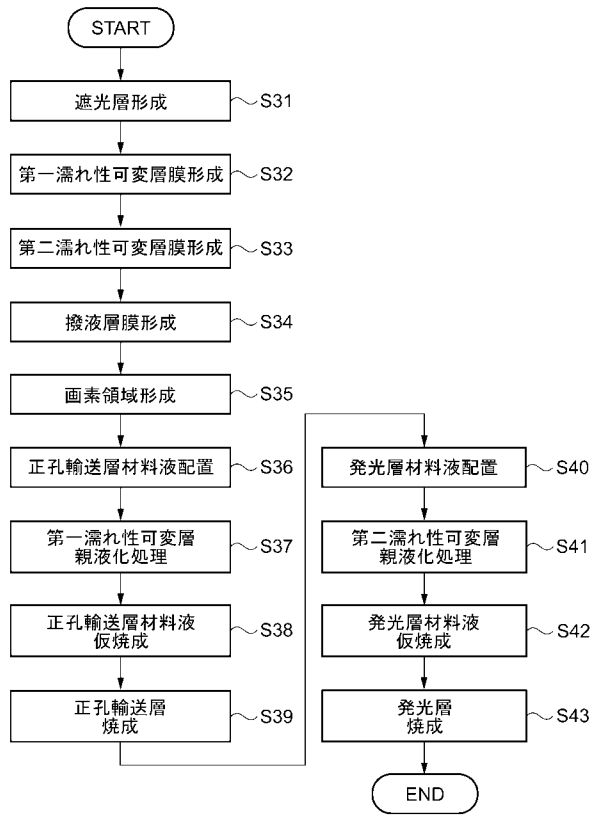 START
遮光層形成
S31
第一濡れ性可変層膜形成
S32
第二濡れ性可変層膜形成
S33
撥液層膜形成
S34
画素領域形成
S35
正孔輸送層材料液配置
S36
第一濡れ性可変層
親液化処理
S37
正孔輸送層材料液
仮焼成
S38
正孔輸送層
焼成
S39
発光層材料液配置
S40
第二濡れ性可変層
親液化処理
S41
発光層材料液
仮焼成
S42
発光層
焼成
S43
END